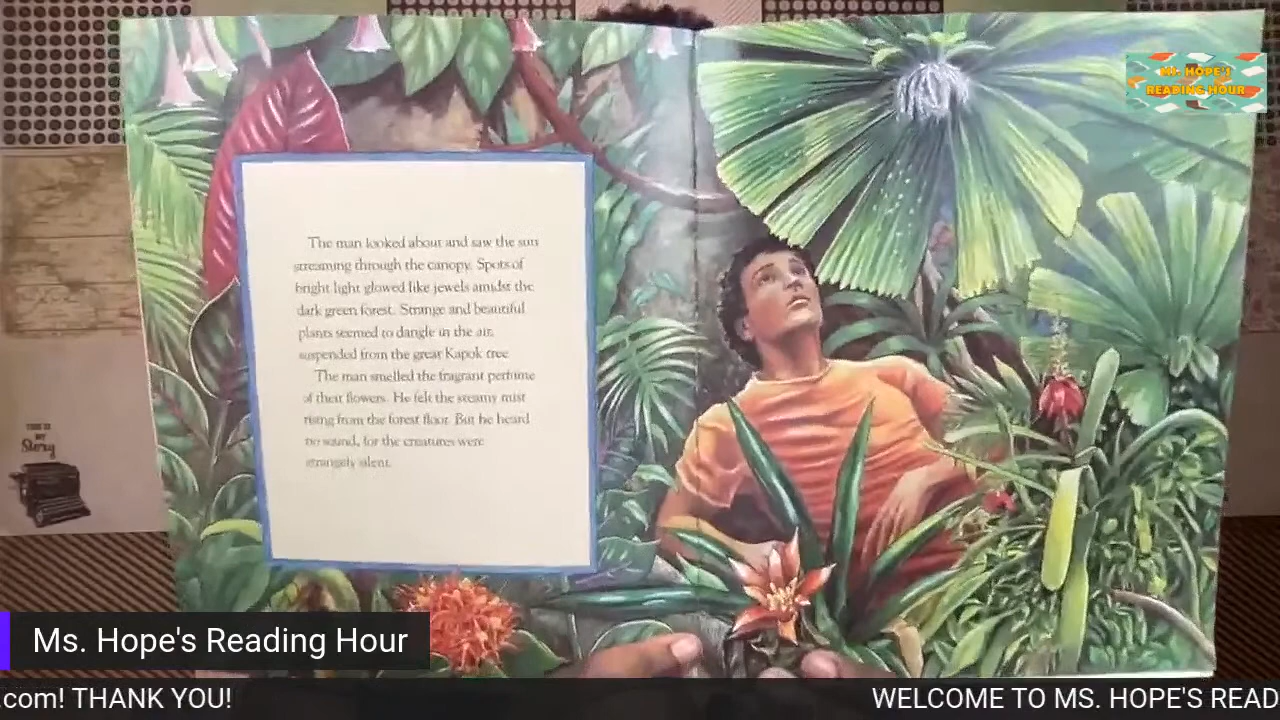 MS. HOPE'S
READING HOUR
The man looked about and saw the sun
streaming through the canopy. Spots of
bright light glowed like jewels amidst the
dark green forest. Strange and beautiful
plants seemed to dangle in the air,
suspended from the great Kapok tree.
The man smelled the fragrant perfume
of their flowers. He felt the steamy mist
rising from the forest floor. But he heard
no sound, for the creatures were
strangely silent.
THIS IS
MY
Story
Ms. Hope's Reading Hour
.com! THANK YOU!
WELCOME TO MS. HOPE'S READ